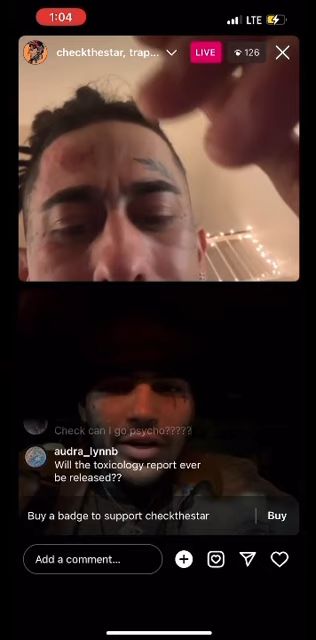 1:04
LTE
checkthestar, trap...
LIVE
126
Check can I go psycho?????
audra_lynnb
Will the toxicology report ever
be released??
Buy a badge to support checkthestar
Buy
Add a comment...